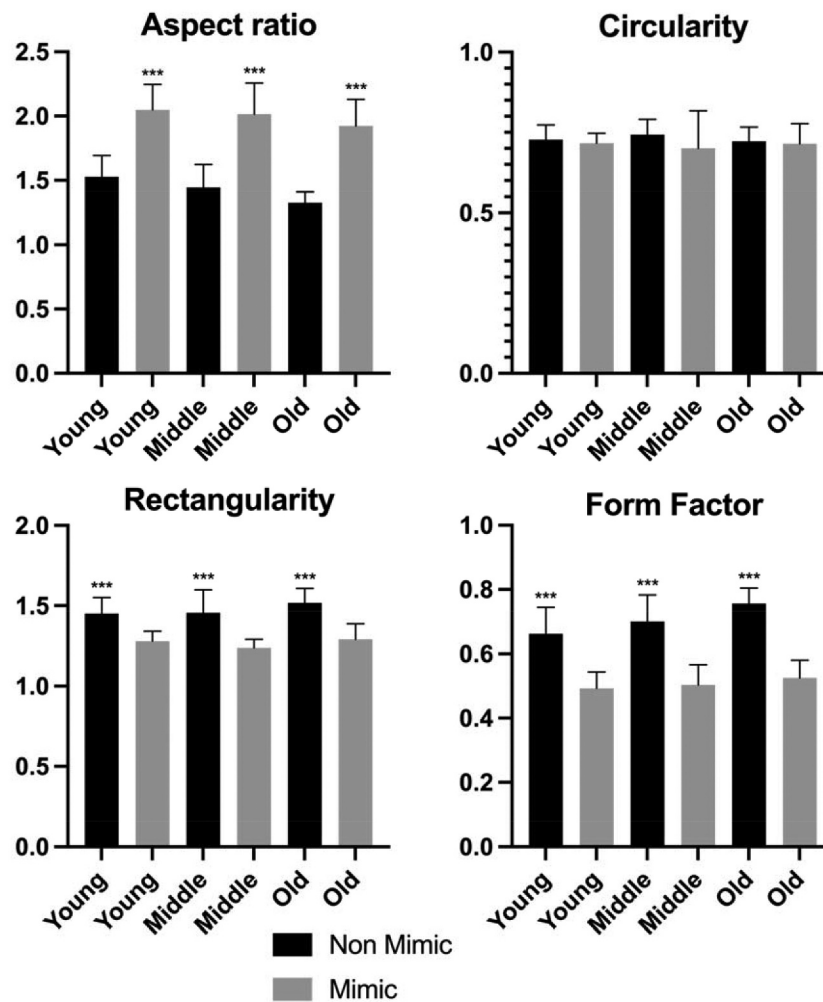 Aspect ratio
2.5
2.0
1.5
1.0
0.5
0.0
***
***
***
Young
Young
Middle
Middle
Old
Old
Circularity
1.0
0.5
0.0
Young
Young
Middle
Middle
Old
Old
Rectangularity
2.0
1.5
1.0
0.5
0.0
***
***
***
Young
Young
Middle
Middle
Old
Old
Form Factor
1.0
0.8
0.6
0.4
0.2
0.0
***
***
***
Young
Young
Middle
Middle
Old
Old
Non Mimic
Mimic